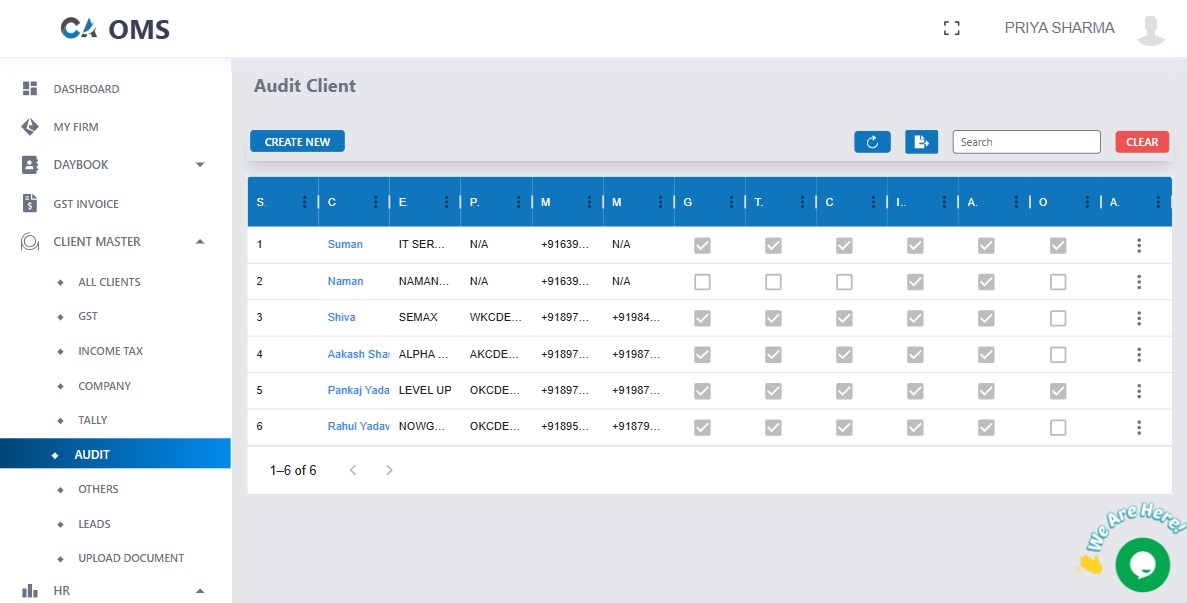 CA OMS
PRIYA SHARMA
DASHBOARD
MY FIRM
DAYBOOK
GST INVOICE
CLIENT MASTER
ALL CLIENTS
GST
INCOME TAX
COMPANY
TALLY
AUDIT
OTHERS
LEADS
UPLOAD DOCUMENT
HR
Audit Client
CREATE NEW
Search
CLEAR
S. C E. P. M M G T. C I.. A. O A.
1 Suman IT SER... N/A +91639... N/A
2 Naman NAMAN... N/A +91639... N/A
3 Shiva SEMAX WKCDE... +91897... +91984...
4 Aakash Shar ALPHA ... AKCDE... +91897... +91987...
5 Pankaj Yada LEVEL UP OKCDE... +91897... +91987...
6 Rahul Yadav NOWG... OKCDE... +91895... +91879...
1–6 of 6
We Are Here!